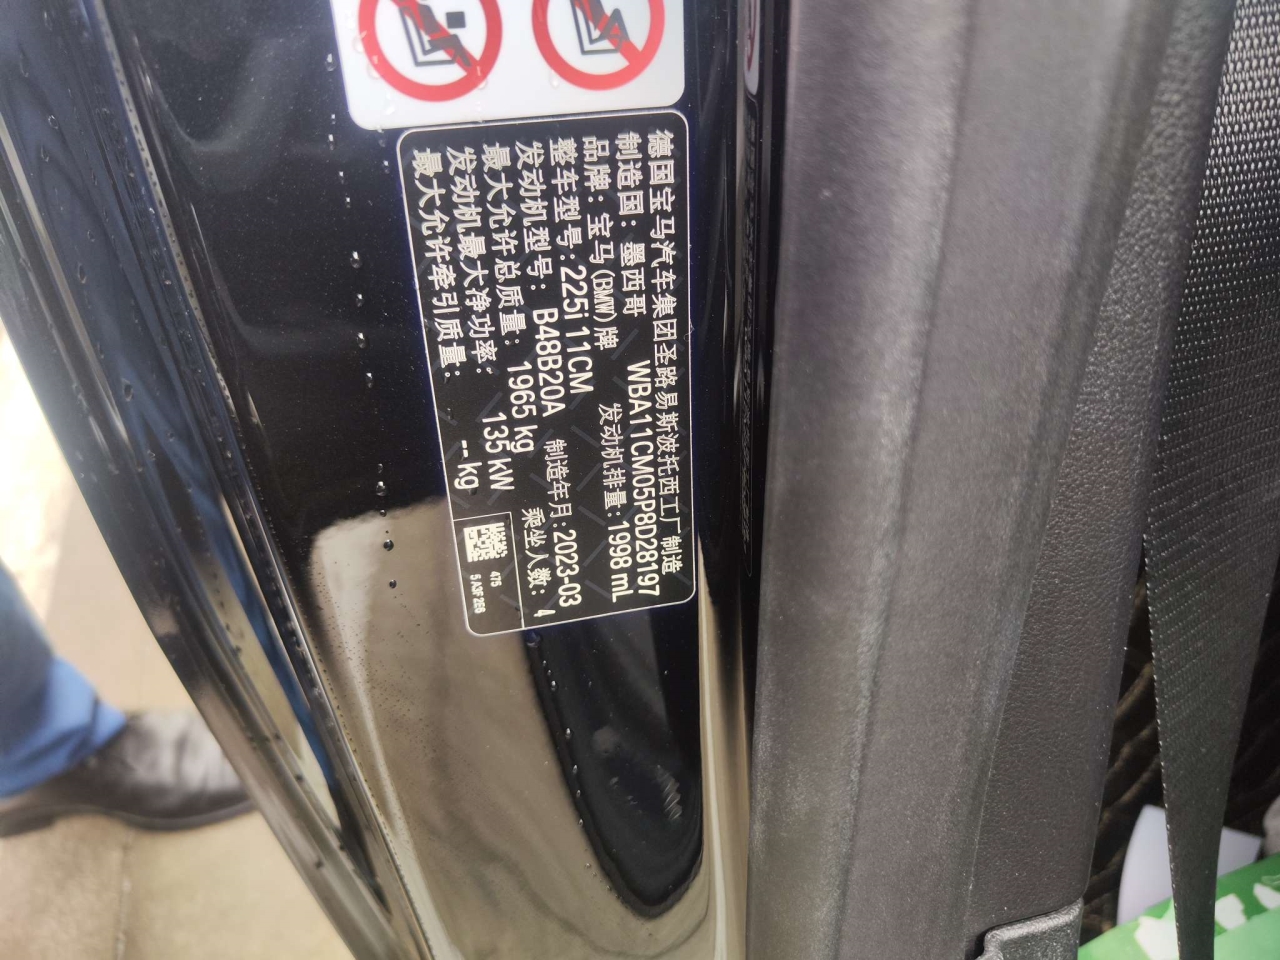 德国宝马汽车集团圣路易斯波托西工厂制造
制造国：墨西哥 WBA11CM05P8D28197
品牌：宝马(BMW)牌 发动机排量:1998 mL
整车型号:225i 11CM 制造年月:2023-03
发动机型号：B48B20A 乘坐人数：4
最大允许总质量：1965 kg
发动机最大净功率：135 kW
最大允许牵引质量： -- kg
475
5 A3F 2E6